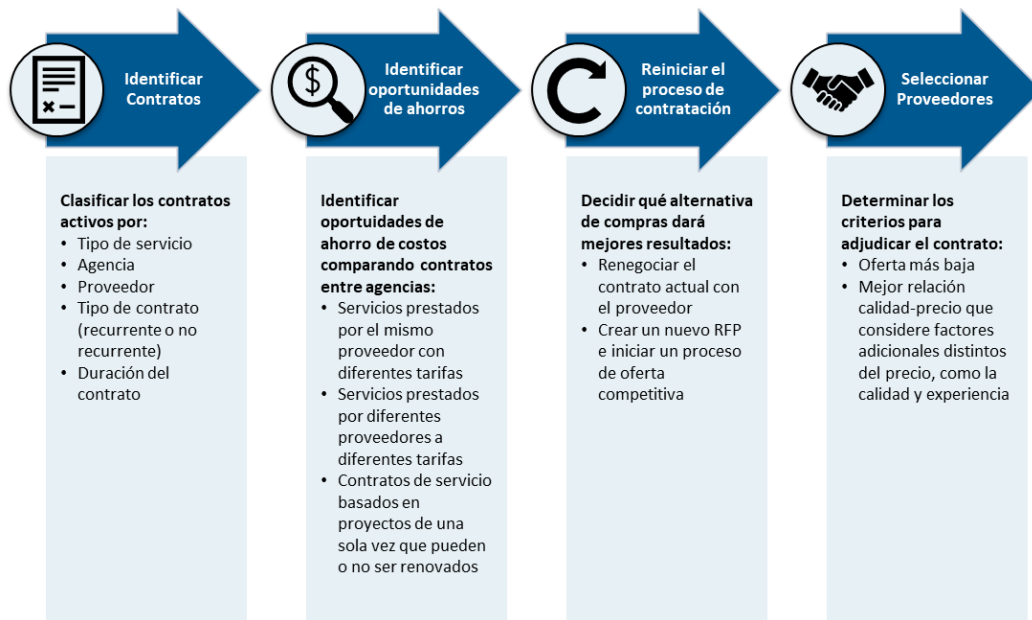 Identificar
Contratos
Identificar
oportunidades
de ahorros
Reiniciar el
proceso de
contratación
Seleccionar
Proveedores
Clasificar los contratos
activos por:
• Tipo de servicio
• Agencia
• Proveedor
• Tipo de contrato
(recurrente o no
recurrente)
• Duración del
contrato
Identificar
oportuidades de
ahorro de costos
comparando contratos
entre agencias:
• Servicios prestados
por el mismo
proveedor con
diferentes tarifas
• Servicios prestados
por diferentes
proveedores a
diferentes tarifas
• Contratos de servicio
basados en
proyectos de una
sola vez que pueden
o no ser renovados
Decidir qué alternativa
de compras dará
mejores resultados:
• Renegociar el
contrato actual con
el proveedor
• Crear un nuevo RFP
e iniciar un proceso
de oferta
competitiva
Determinar los
criterios para
adjudicar el contrato:
• Oferta más baja
• Mejor relación
calidad-precio que
considere factores
adicionales distintos
del precio, como la
calidad y experiencia